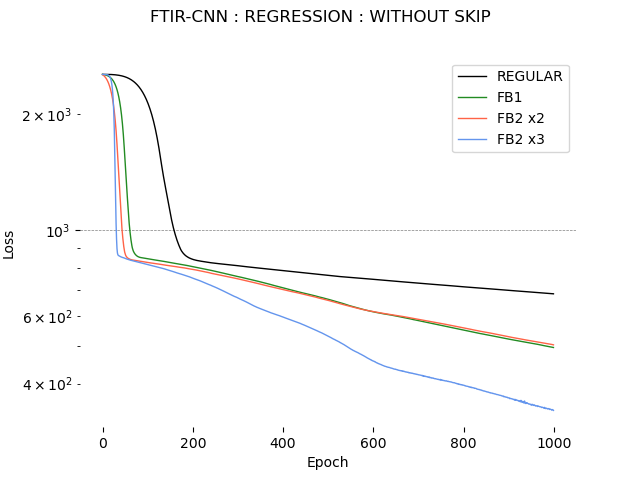 FTIR-CNN : REGRESSION : WITHOUT SKIP
REGULAR
FB1
FB2 x2
FB2 x3
2 × 10³
10³
6 × 10²
4 × 10²
Loss
0 200 400 600 800 1000
Epoch